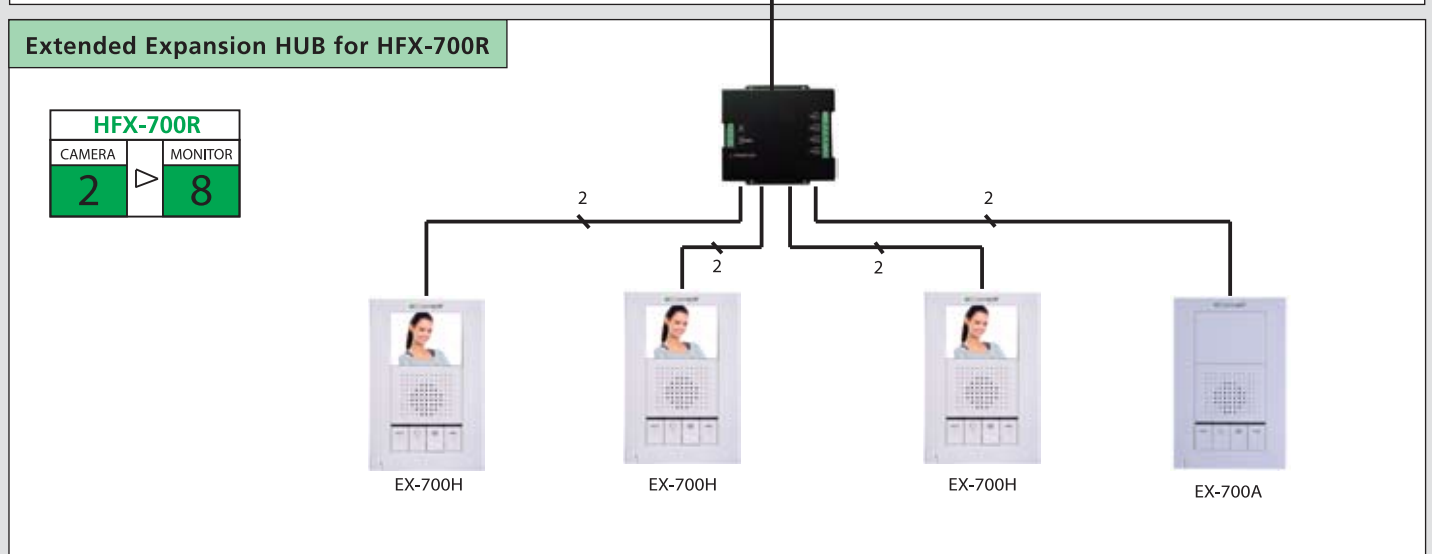 Extended Expansion HUB for HFX-700R
HFX-700R
CAMERA
MONITOR
2
8
2
2
2
2
EX-700H
EX-700H
EX-700H
EX-700A